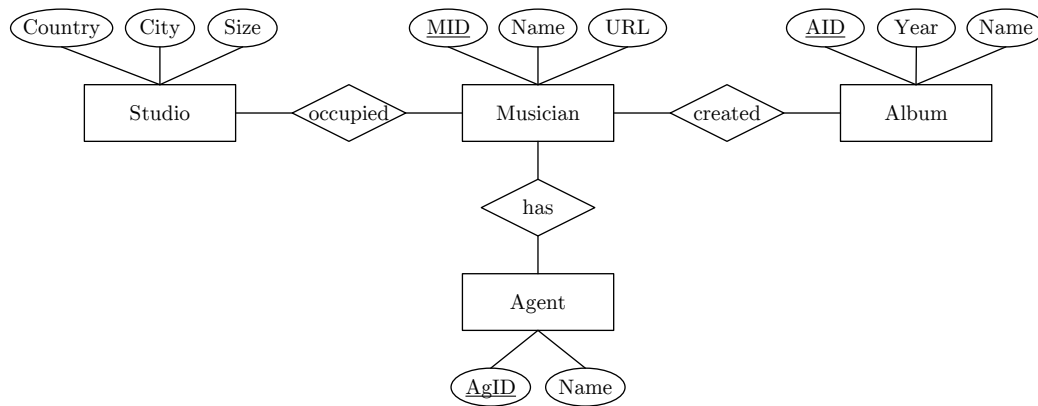 Country City Size MID Name URL AID Year Name
Studio occupied Musician created Album
has
Agent
AgID Name